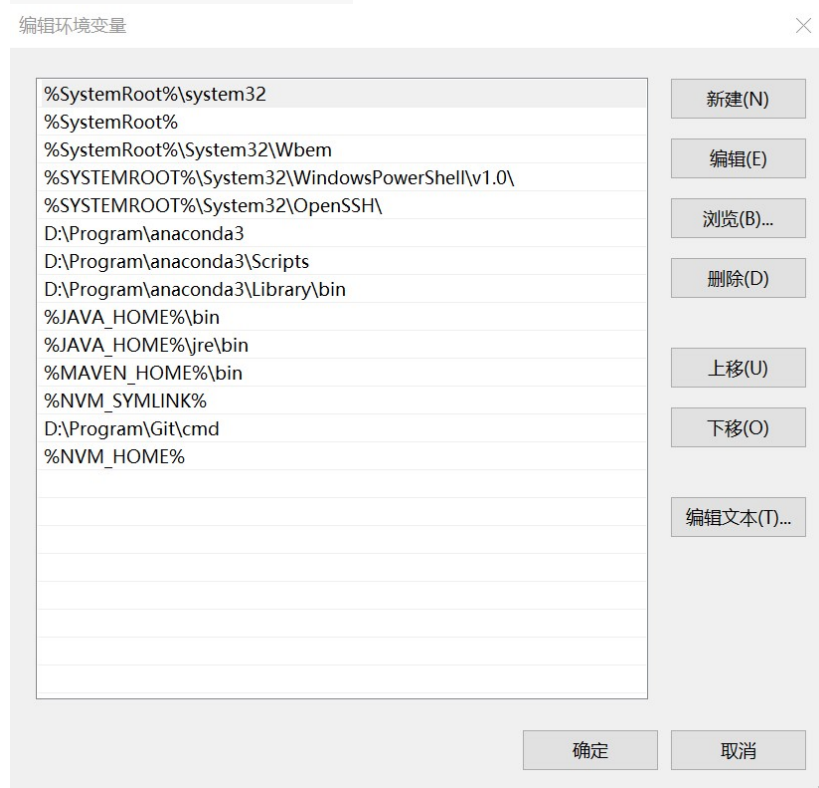 编辑环境变量
%SystemRoot%\system32
%SystemRoot%
%SystemRoot%\System32\Wbem
%SYSTEMROOT%\System32\WindowsPowerShell\v1.0\
%SYSTEMROOT%\System32\OpenSSH\
D:\Program\anaconda3
D:\Program\anaconda3\Scripts
D:\Program\anaconda3\Library\bin
%JAVA_HOME%\bin
%JAVA_HOME%\jre\bin
%MAVEN_HOME%\bin
%NVM_SYMLINK%
D:\Program\Git\cmd
%NVM_HOME%
新建(N)
编辑(E)
浏览(B)...
删除(D)
上移(U)
下移(O)
编辑文本(T)...
确定
取消